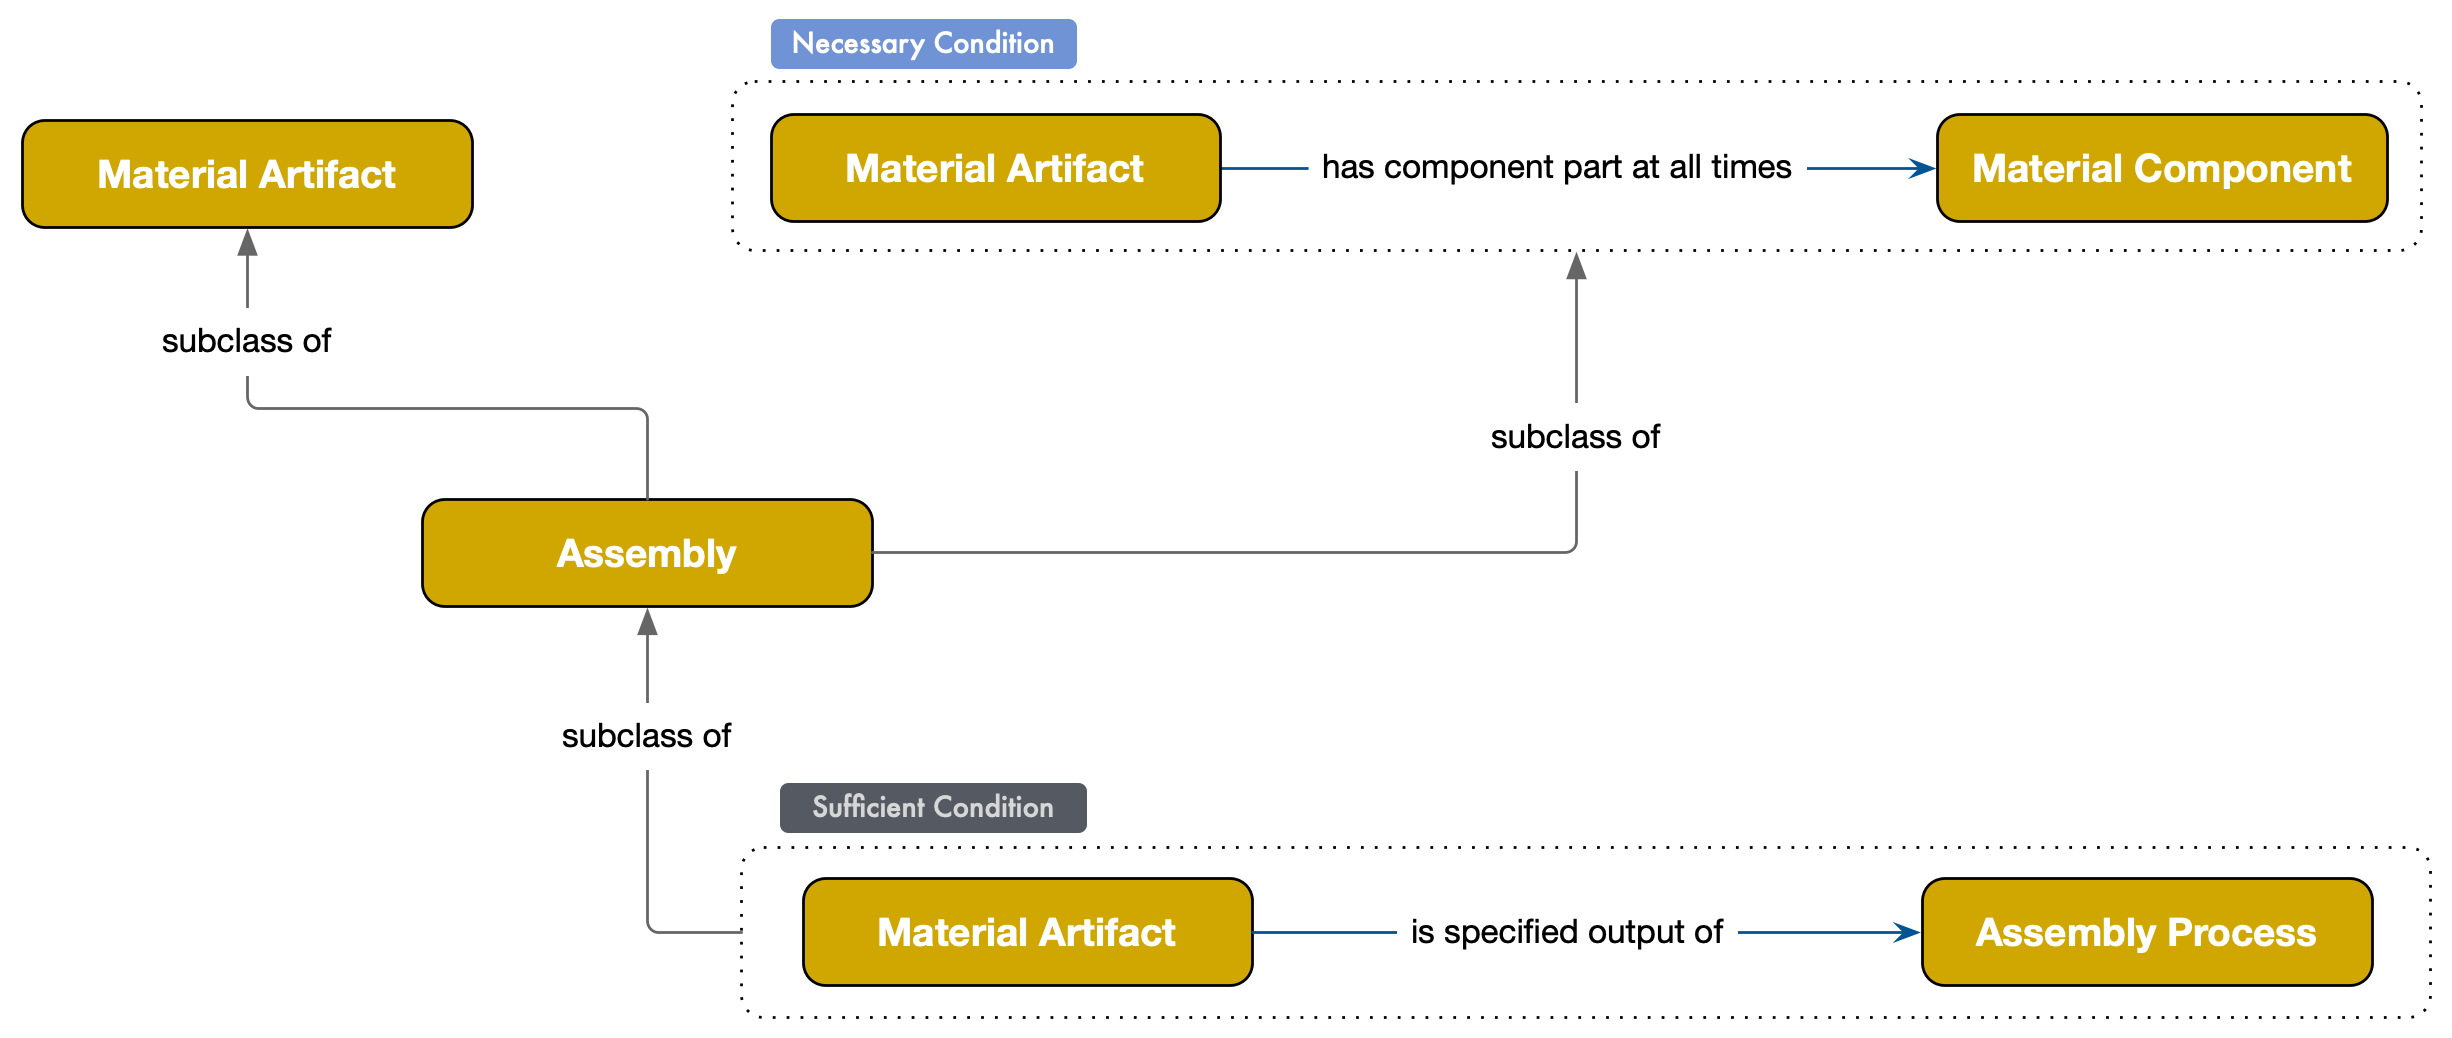 Necessary Condition
Material Artifact
Material Artifact
has component part at all times
Material Component
subclass of
subclass of
Assembly
subclass of
Sufficient Condition
Material Artifact
is specified output of
Assembly Process